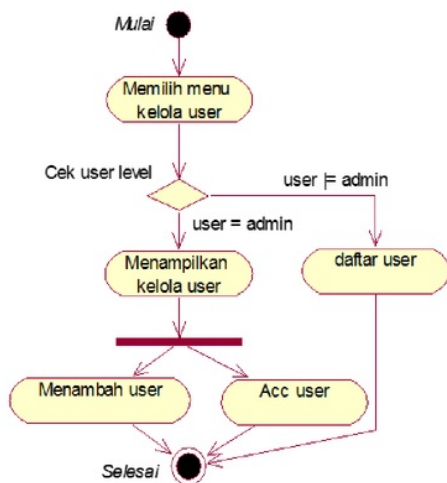 Mulai
Memilih menu
kelola user
Cek user level
user |= admin
user = admin
Menampilkan
kelola user
daftar user
Menambah user
Acc user
Selesai